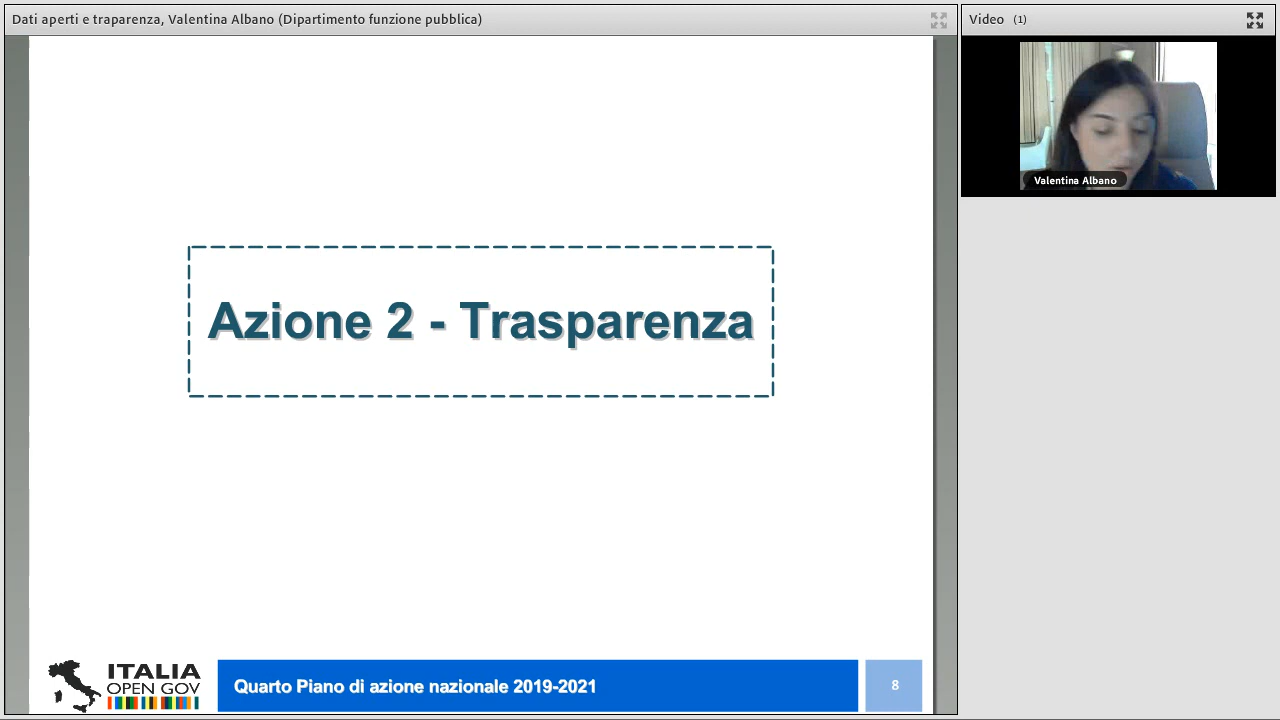 Dati aperti e traparenza, Valentina Albano (Dipartimento funzione pubblica)
Video (1)
Valentina Albano
Azione 2 - Trasparenza
ITALIA
OPEN GOV
Quarto Piano di azione nazionale 2019-2021
8